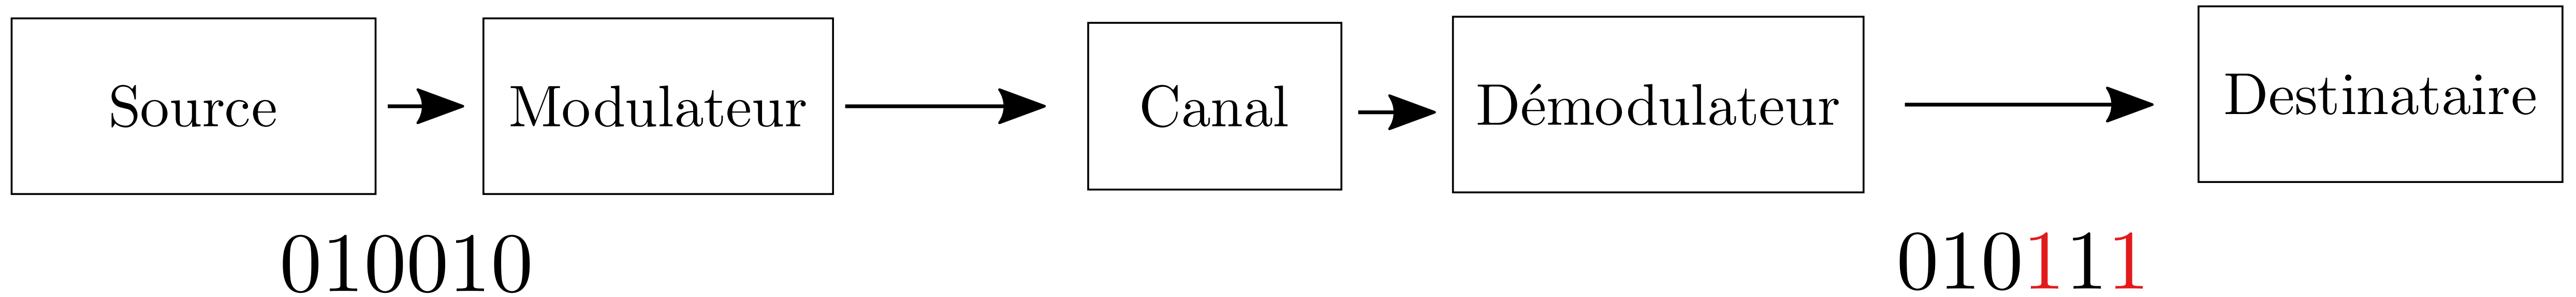 Source Modulateur Canal Démodulateur Destinataire
010010 010111